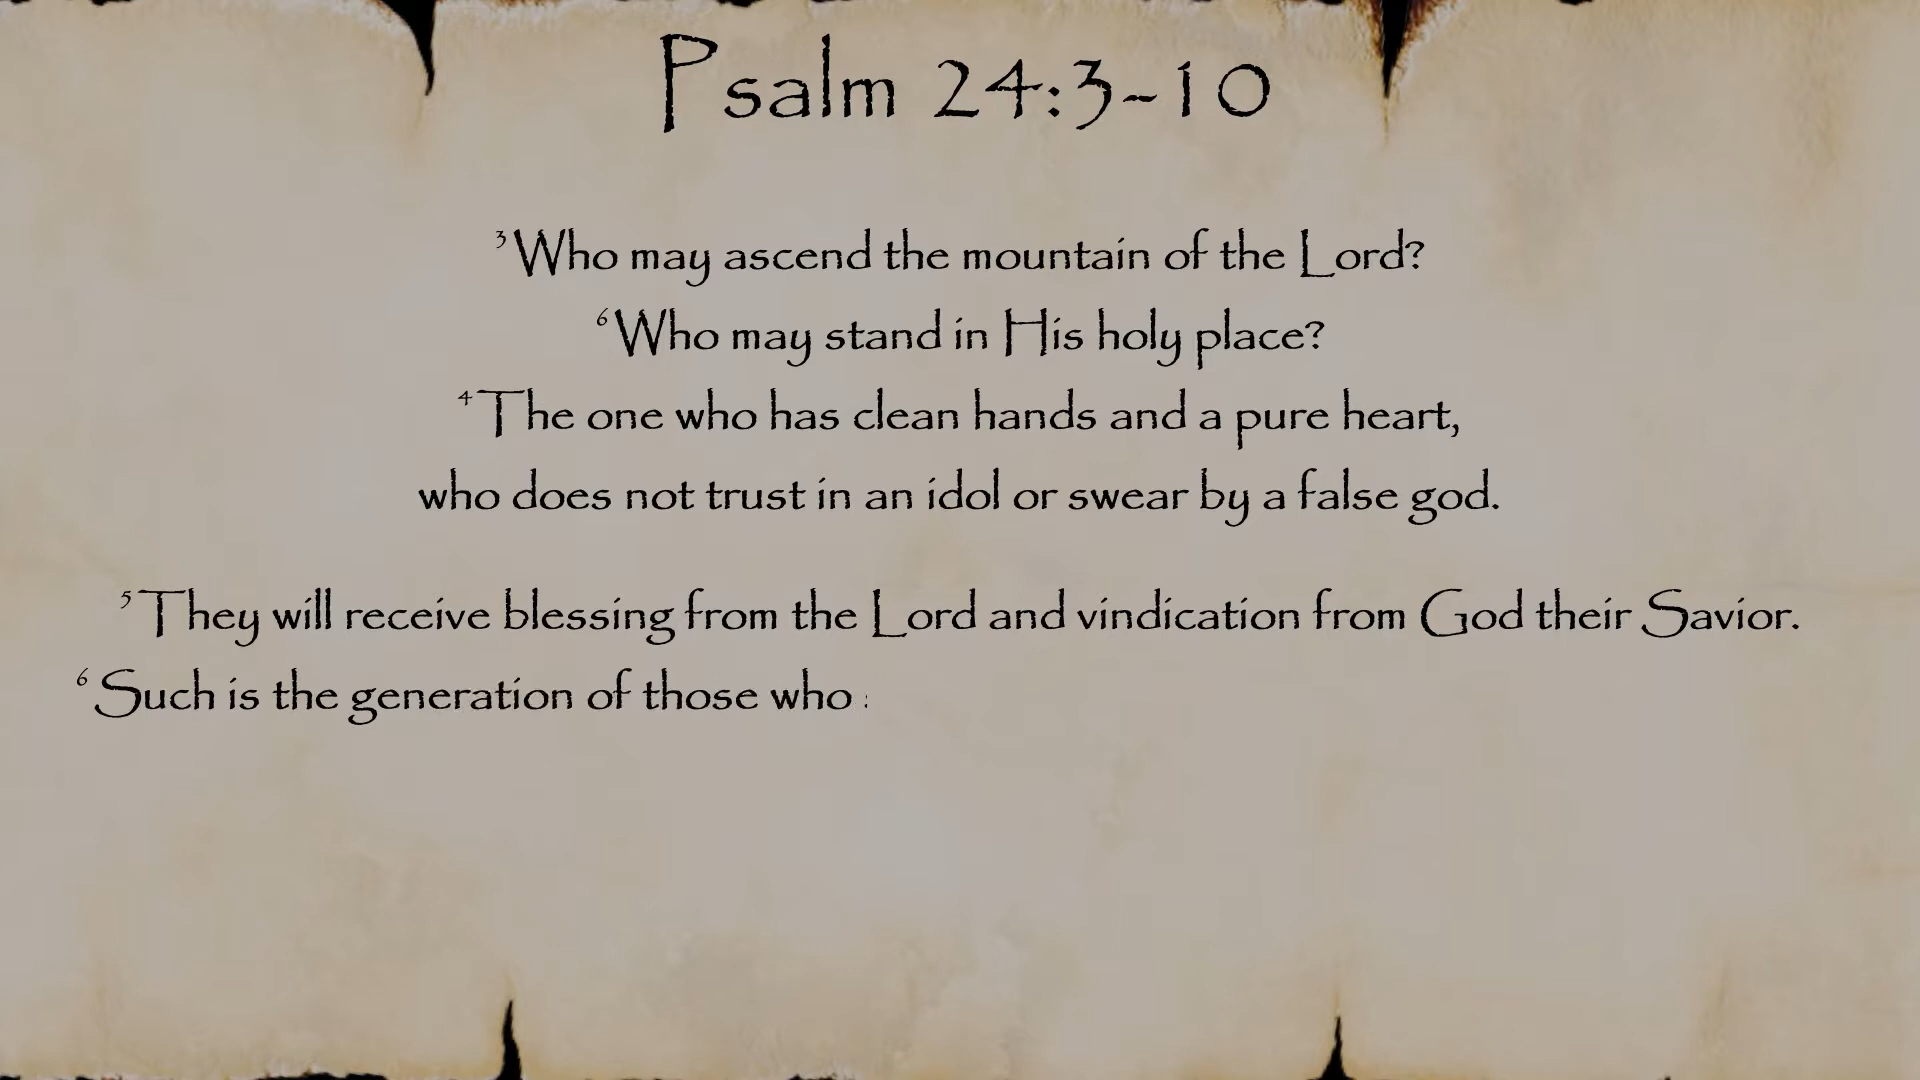 Psalm 24:3-10
3 Who may ascend the mountain of the Lord?
6 Who may stand in His holy place?
4 The one who has clean hands and a pure heart,
who does not trust in an idol or swear by a false god.
5 They will receive blessing from the Lord and vindication from God their Savior.
6 Such is the generation of those who